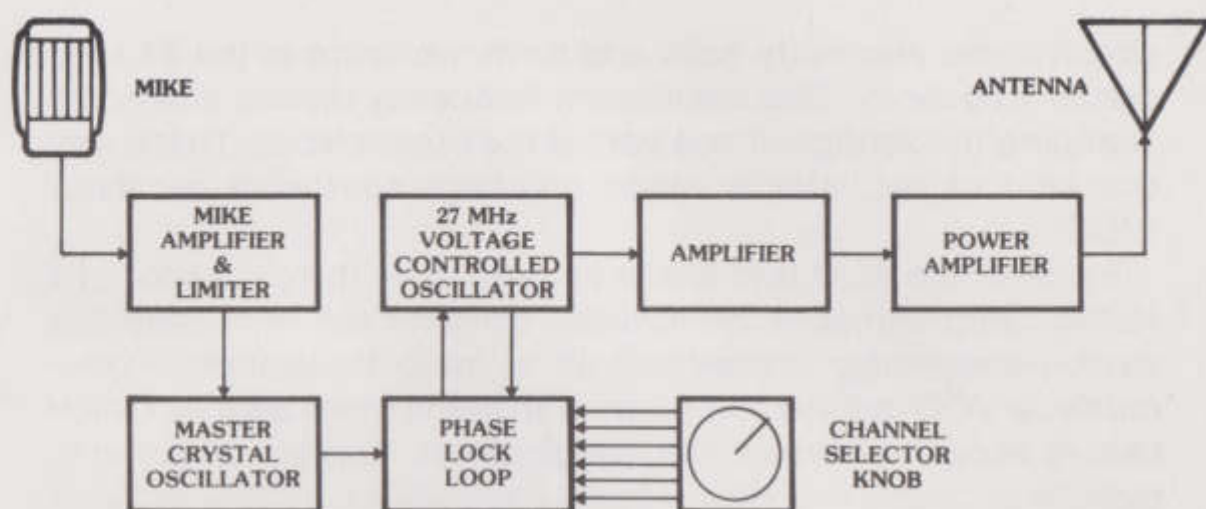 MIKE
ANTENNA
MIKE
AMPLIFIER
&
LIMITER
27 MHz
VOLTAGE
CONTROLLED
OSCILLATOR
AMPLIFIER
POWER
AMPLIFIER
MASTER
CRYSTAL
OSCILLATOR
PHASE
LOCK
LOOP
CHANNEL
SELECTOR
KNOB